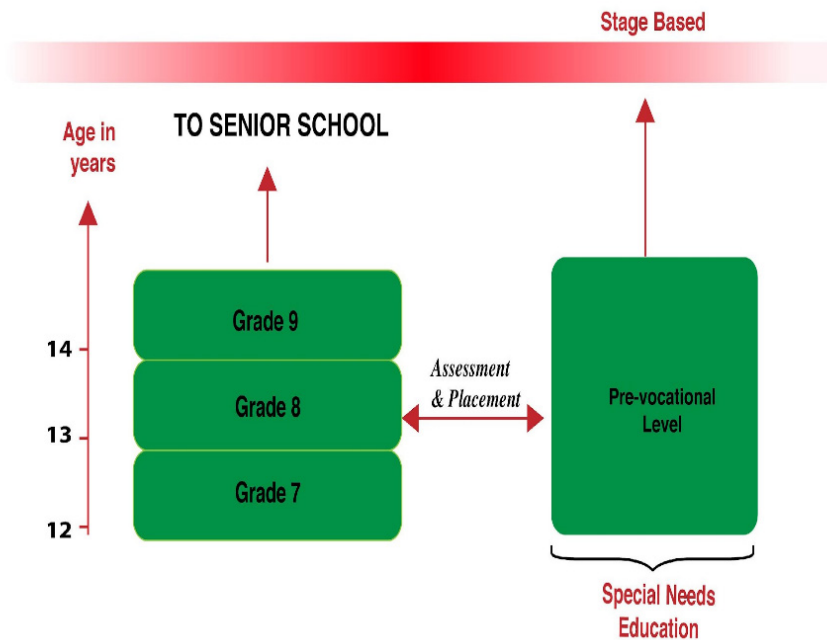 Stage Based
Age in
years
TO SENIOR SCHOOL
Grade 9
14
Assessment
& Placement
Grade 8
Pre-vocational
Level
13
Grade 7
12
Special Needs
Education